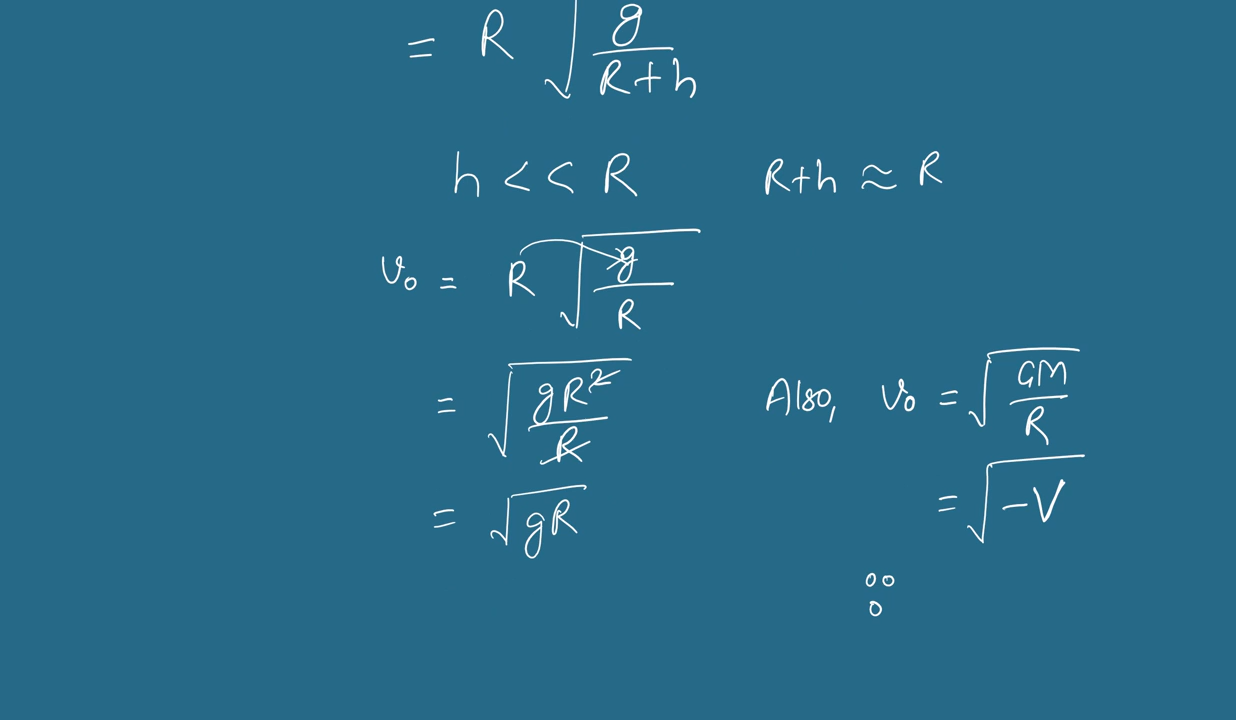 = R √(g/(R+h))
h << R    R+h ≈ R
v₀ = R √(g/R)
= √(gR²/R)    Also, v₀ = √(GM/R)
= √(gR)    = √(-V)